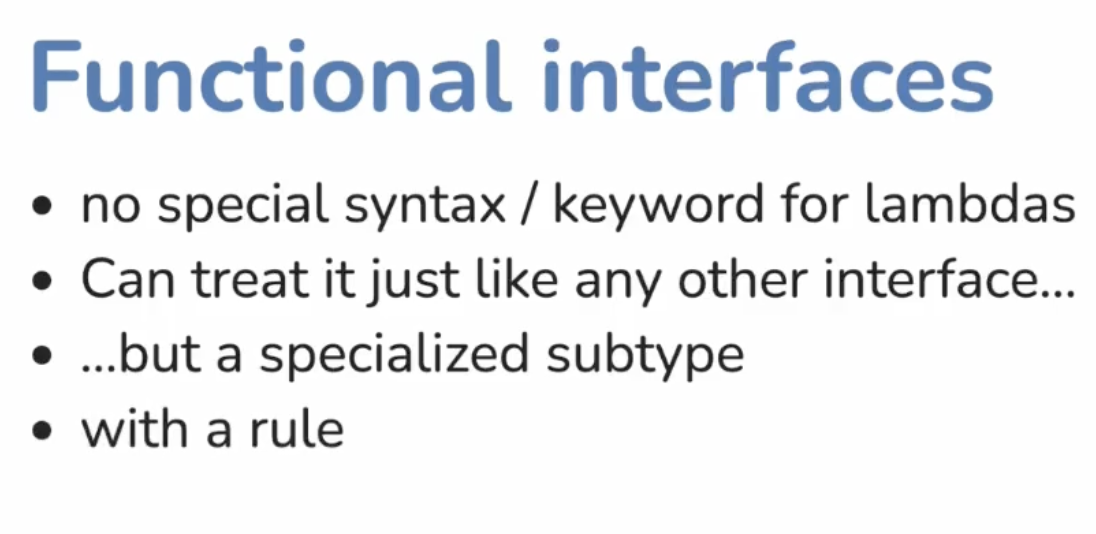 Functional interfaces
• no special syntax / keyword for lambdas
• Can treat it just like any other interface...
• ...but a specialized subtype
• with a rule